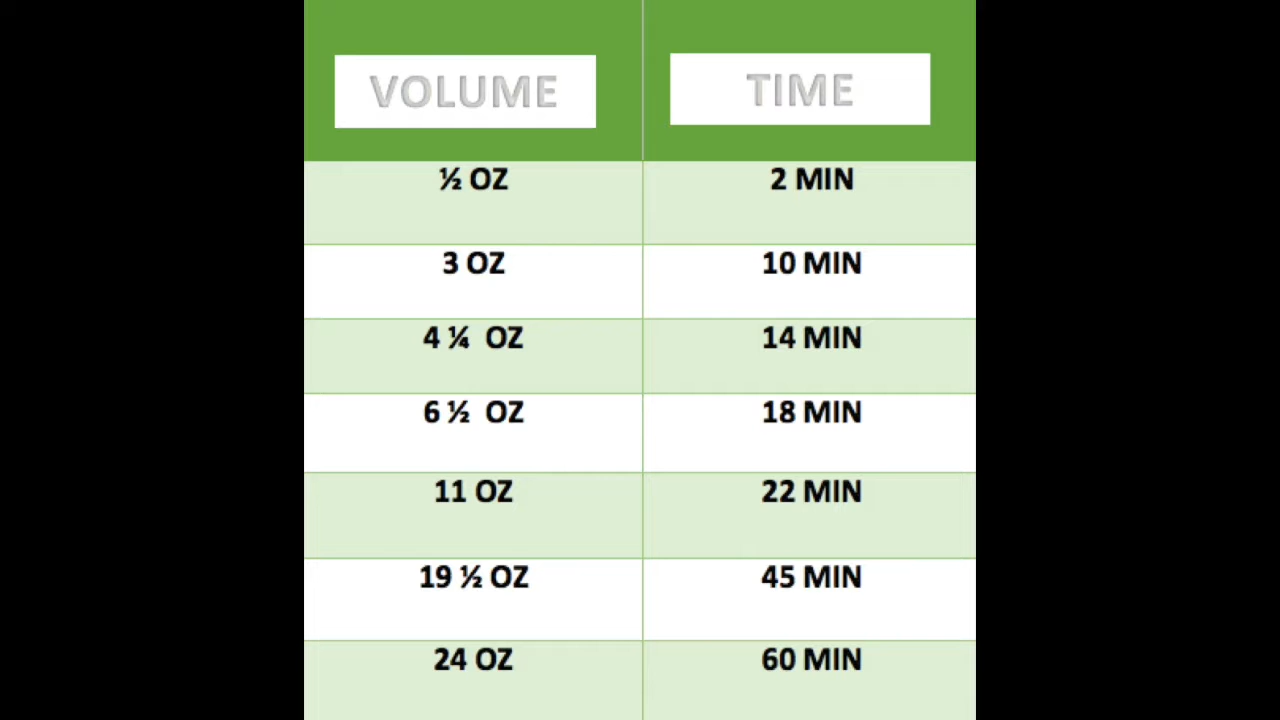 VOLUME TIME
½ OZ 2 MIN
3 OZ 10 MIN
4 ¼ OZ 14 MIN
6 ½ OZ 18 MIN
11 OZ 22 MIN
19 ½ OZ 45 MIN
24 OZ 60 MIN